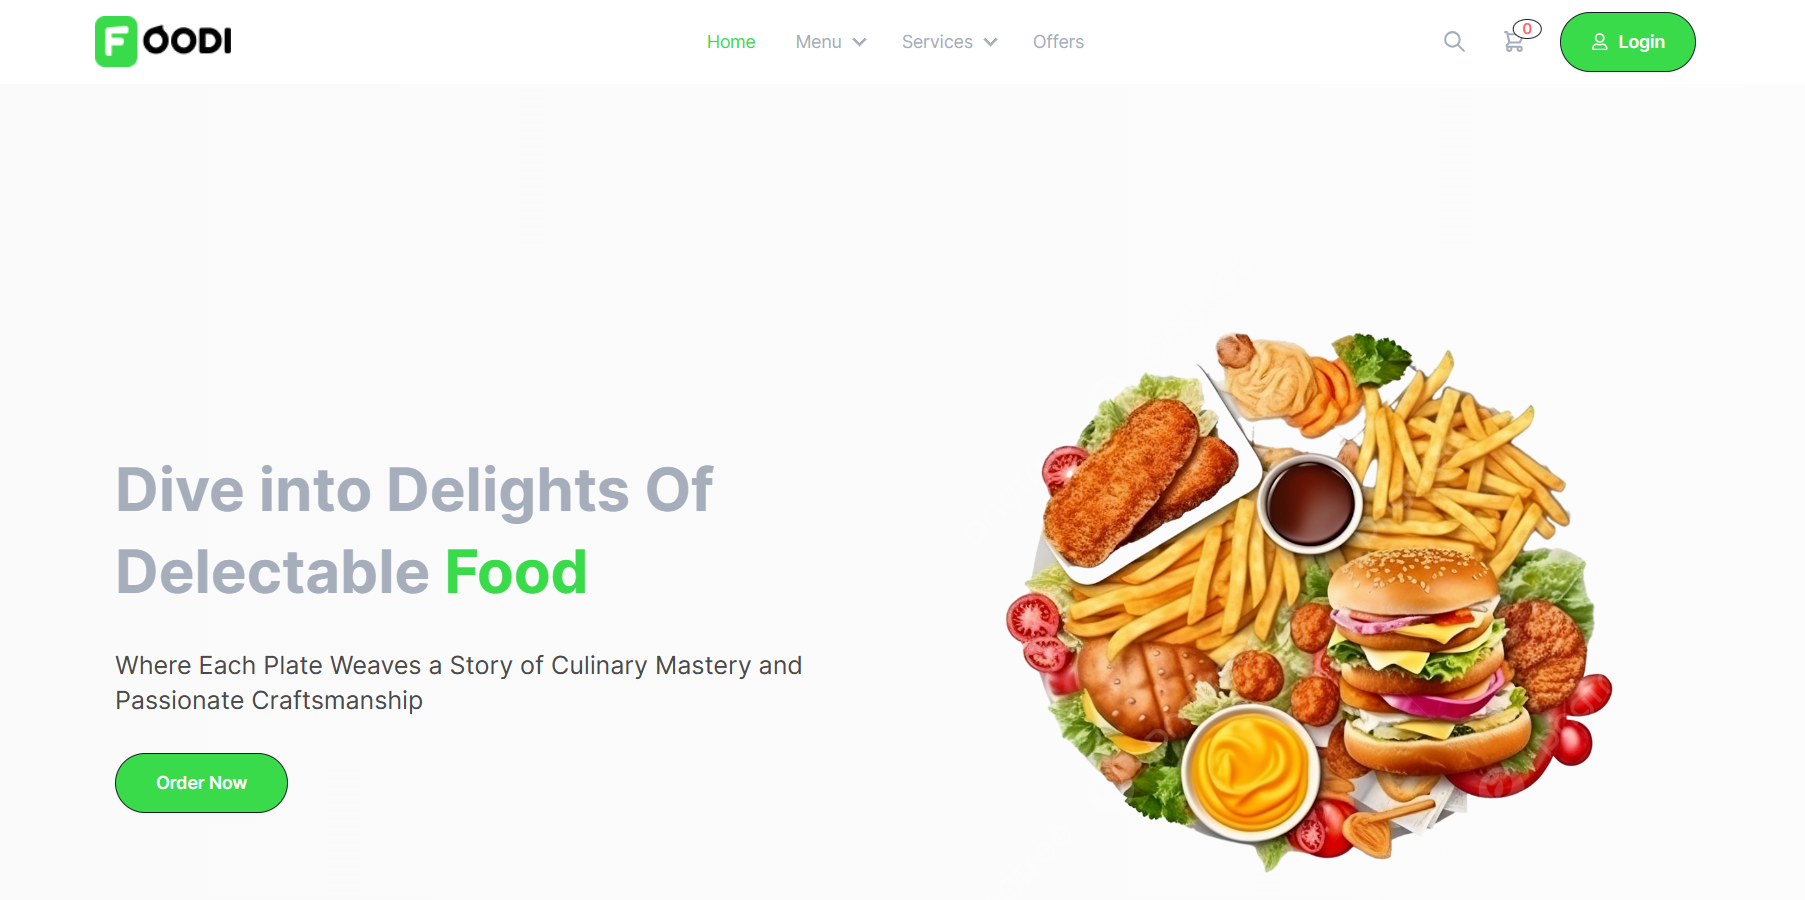 FOODI
Home Menu Services Offers 0 Login
Dive into Delights Of
Delectable Food
Where Each Plate Weaves a Story of Culinary Mastery and
Passionate Craftsmanship
Order Now